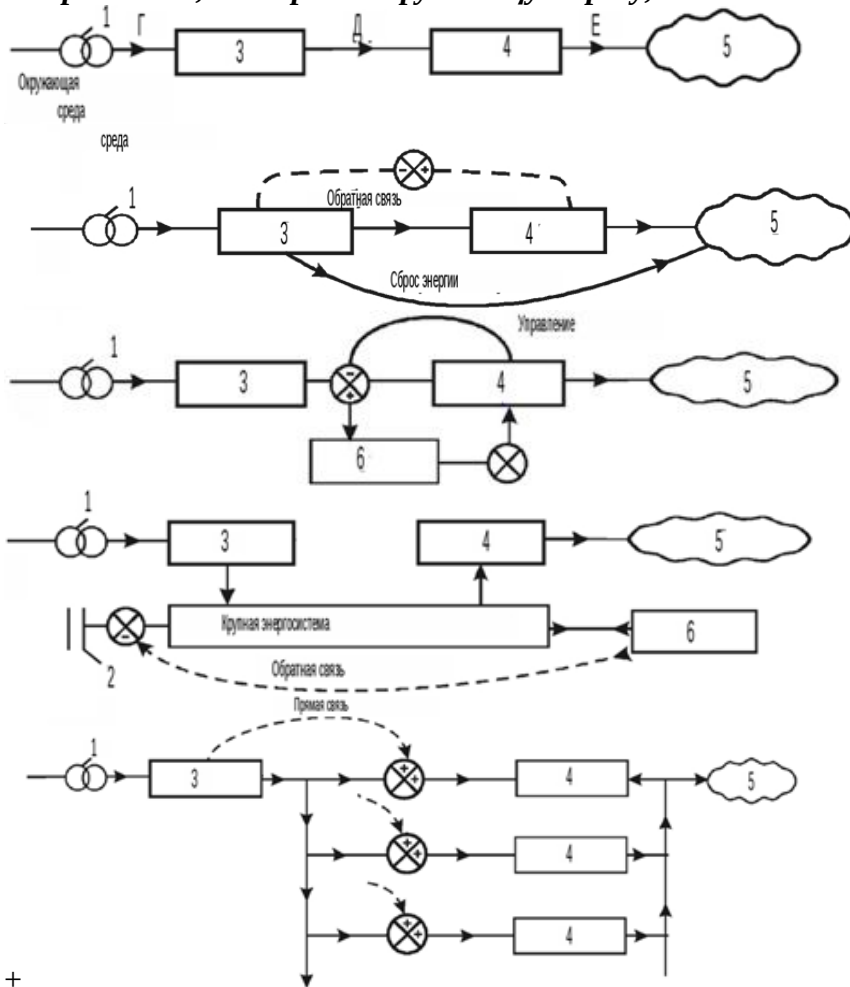 1 Г Д Е
3 4 5
Окружающая
среда
среда
1 Обратная связь
3 4 5
Сброс энергии
Управление
1
3 4 5
6
1
3 4 5
Крупная энергосистема 6
2 Обратная связь
Прямая связь
1
3 4 5
4
4
+